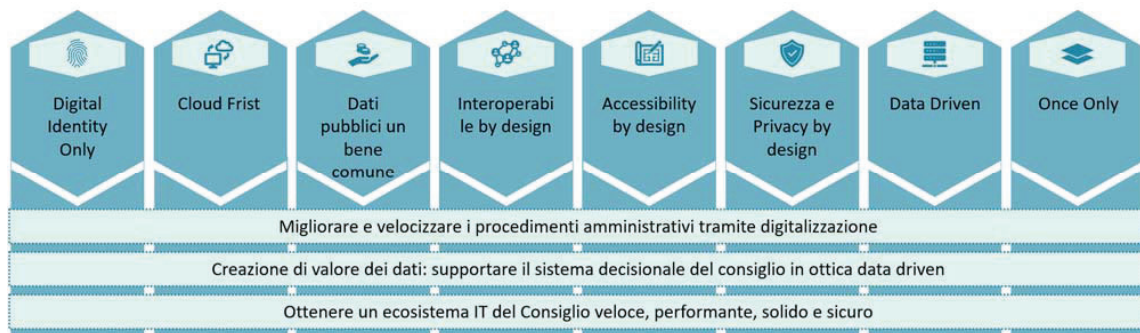 Digital
Identity
Only
Cloud Frist
Dati
pubblici un
bene
comune
Interoperabi
le by design
Accessibility
by design
Sicurezza e
Privacy by
design
Data Driven
Once Only
Migliorare e velocizzare i procedimenti amministrativi tramite digitalizzazione
Creazione di valore dei dati: supportare il sistema decisionale del consiglio in ottica data driven
Ottenere un ecosistema IT del Consiglio veloce, performante, solido e sicuro